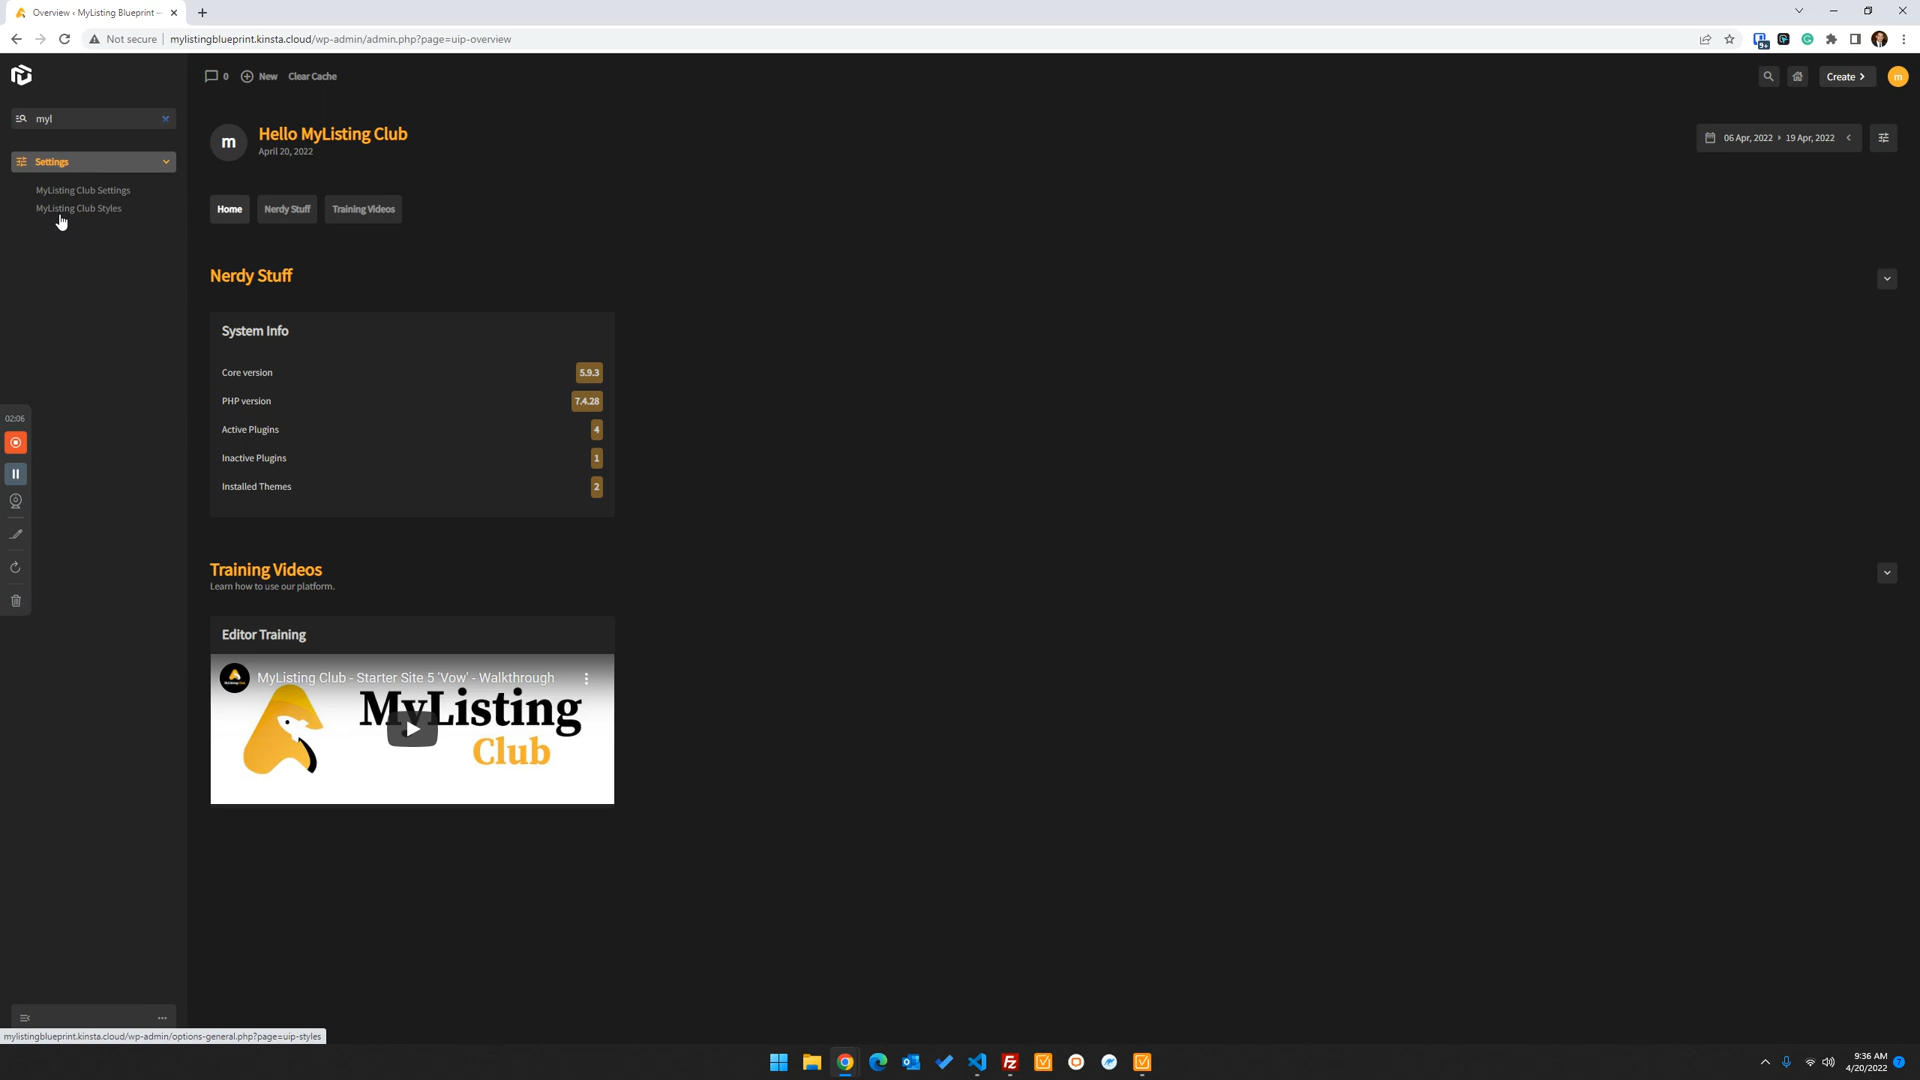 Overview ‹ MyListing Blueprint —
Not secure
mylistingblueprint.kinsta.cloud/wp-admin/admin.php?page=uip-overview
9+
0
New
Clear Cache
Create
m
myl
Settings
MyListing Club Settings
MyListing Club Styles
m
Hello MyListing Club
April 20, 2022
06 Apr, 2022
19 Apr, 2022
Home
Nerdy Stuff
Training Videos
Nerdy Stuff
System Info
Core version
5.9.3
PHP version
7.4.28
Active Plugins
4
Inactive Plugins
1
Installed Themes
2
02:06
Training Videos
Learn how to use our platform.
Editor Training
MyListing Club - Starter Site 5 'Vow' - Walkthrough
MyListing
Club
mylistingblueprint.kinsta.cloud/wp-admin/options-general.php?page=uip-styles
9:36 AM
4/20/2022
7